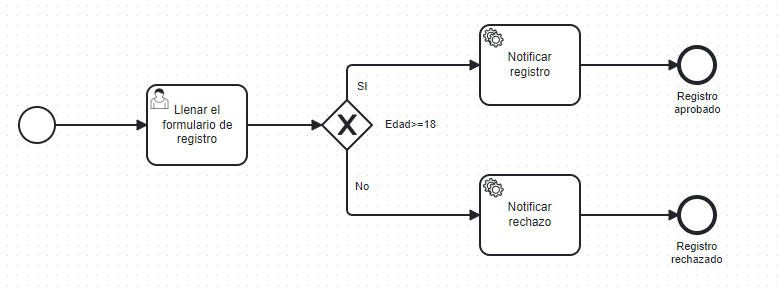 Llenar el
formulario de
registro
SI
Edad>=18
No
Notificar
registro
Registro
aprobado
Notificar
rechazo
Registro
rechazado